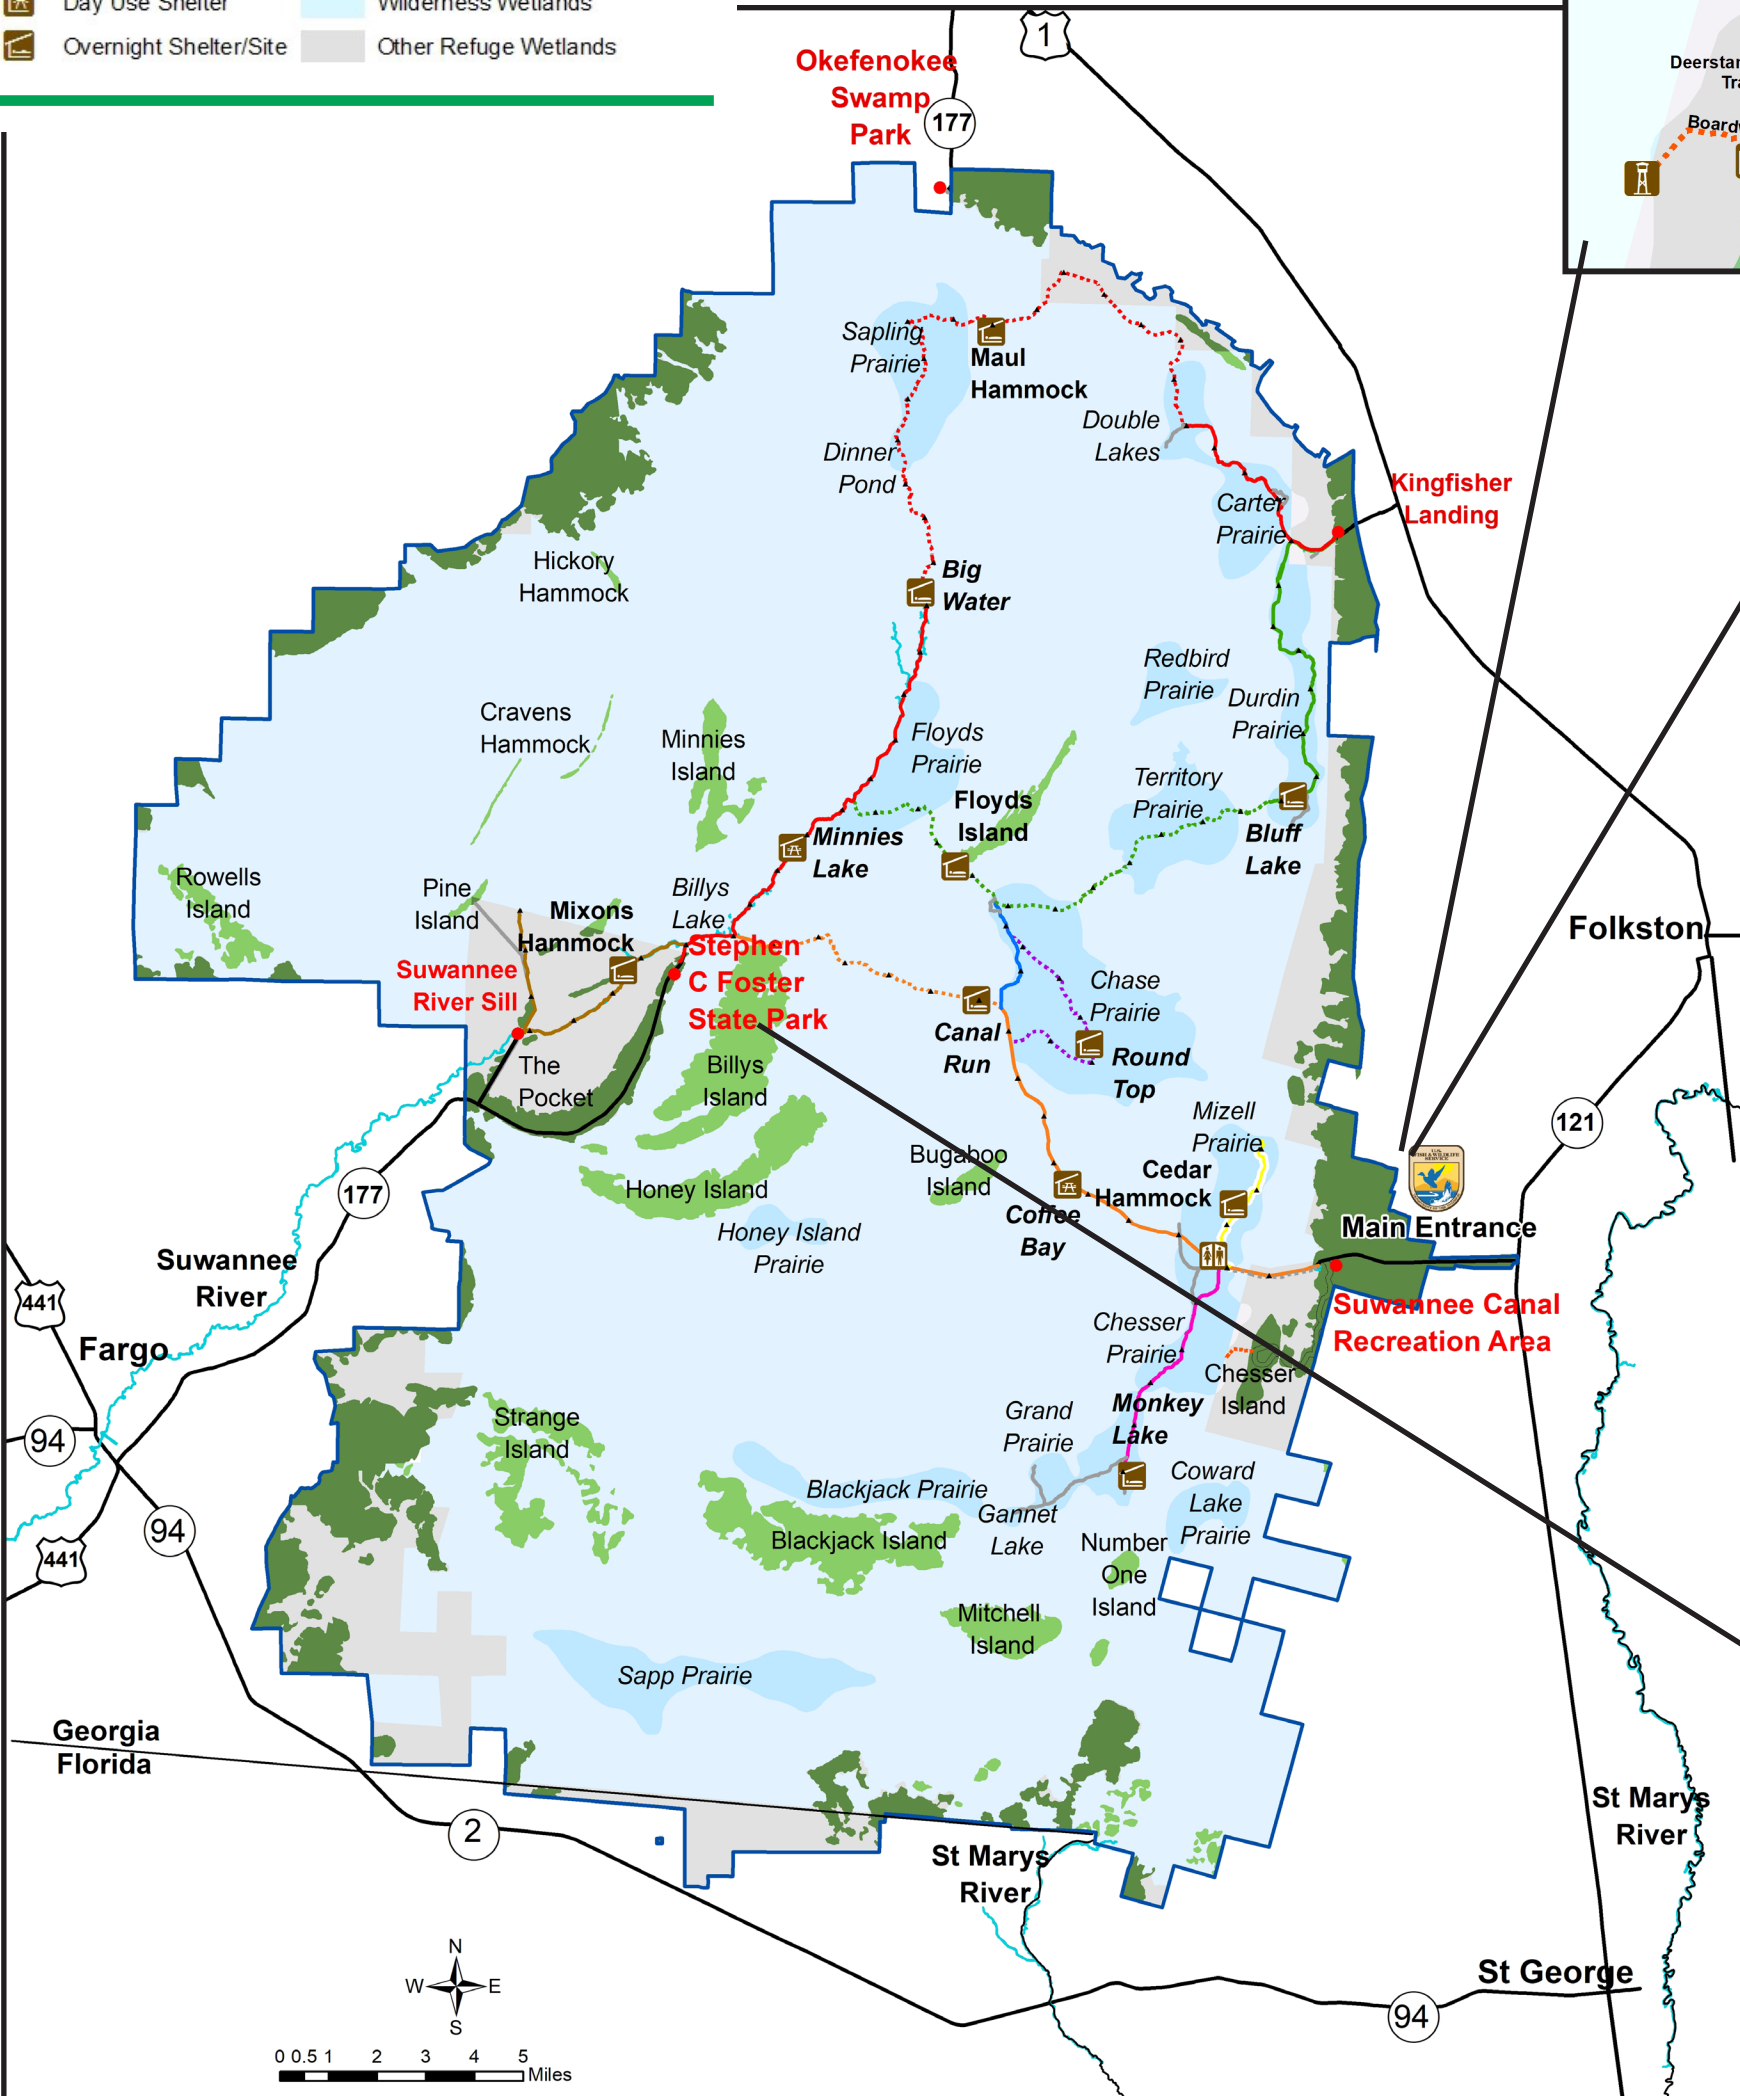 Day Use Shelter
Wilderness Wetlands
Overnight Shelter/Site
Other Refuge Wetlands
1
Okefenokee
Swamp
Park
177
Deerstan
Tra
Board
Sapling
Prairie
Maul
Hammock
Double
Lakes
Dinner
Pond
Kingfisher
Landing
Carter
Prairie
Hickory
Hammock
Big
Water
Redbird
Prairie
Durdin
Prairie
Cravens
Hammock
Minnies
Island
Floyds
Prairie
Territory
Prairie
Floyds
Island
Bluff
Lake
Minnies
Lake
Rowells
Island
Pine
Island
Billys
Lake
Mixons
Hammock
Folkston
Stephen
C Foster
State Park
Suwannee
River Sill
Chase
Prairie
Canal
Run
Round
Top
The
Pocket
Billys
Island
Mizell
Prairie
121
Bugaboo
Island
Cedar
Hammock
177
Honey Island
Coffee
Bay
Main Entrance
Honey Island
Prairie
Suwannee
River
441
Fargo
Suwannee Canal
Recreation Area
Chesser
Prairie
Chesser
Island
Monkey
Lake
Grand
Prairie
Strange
Island
94
Blackjack Prairie
Coward
Lake
Prairie
Gannet
Lake
Blackjack Island
94
Number
One
Island
441
Mitchell
Island
Sapp Prairie
Georgia
Florida
St Marys
River
2
St Marys
River
N
W
E
S
St George
94
0 0.5 1 2 3 4 5
Miles